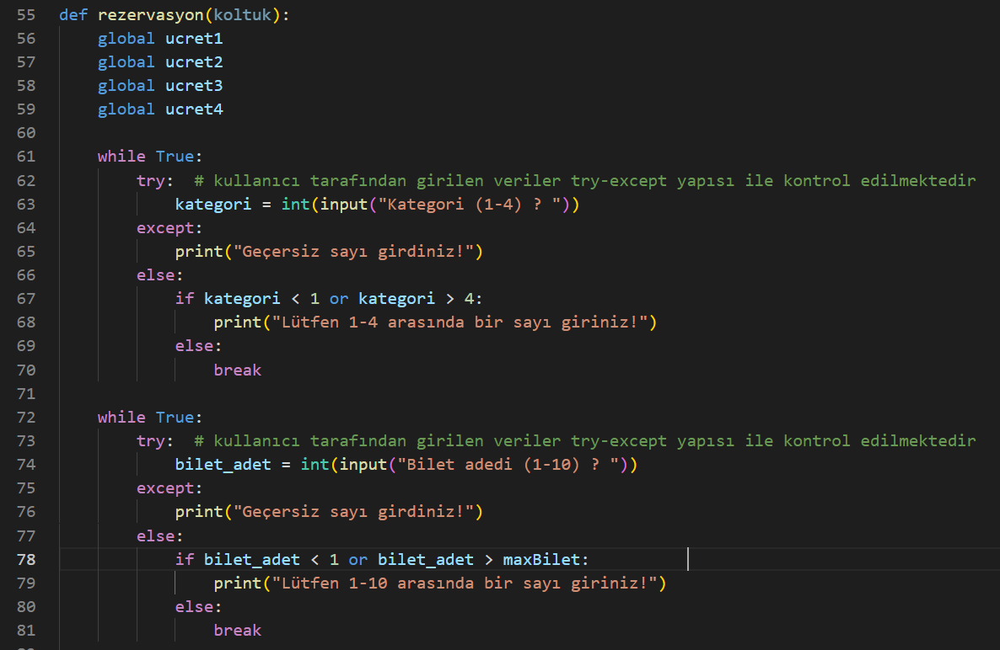 55 def rezervasyon(koltuk):
56     global ucret1
57     global ucret2
58     global ucret3
59     global ucret4
60
61     while True:
62         try:  # kullanıcı tarafından girilen veriler try-except yapısı ile kontrol edilmektedir
63             kategori = int(input("Kategori (1-4) ? "))
64         except:
65             print("Geçersiz sayı girdiniz!")
66         else:
67             if kategori < 1 or kategori > 4:
68                 print("Lütfen 1-4 arasında bir sayı giriniz!")
69             else:
70                 break
71
72     while True:
73         try:  # kullanıcı tarafından girilen veriler try-except yapısı ile kontrol edilmektedir
74             bilet_adet = int(input("Bilet adedi (1-10) ? "))
75         except:
76             print("Geçersiz sayı girdiniz!")
77         else:
78             if bilet_adet < 1 or bilet_adet > maxBilet:
79                 print("Lütfen 1-10 arasında bir sayı giriniz!")
80             else:
81                 break